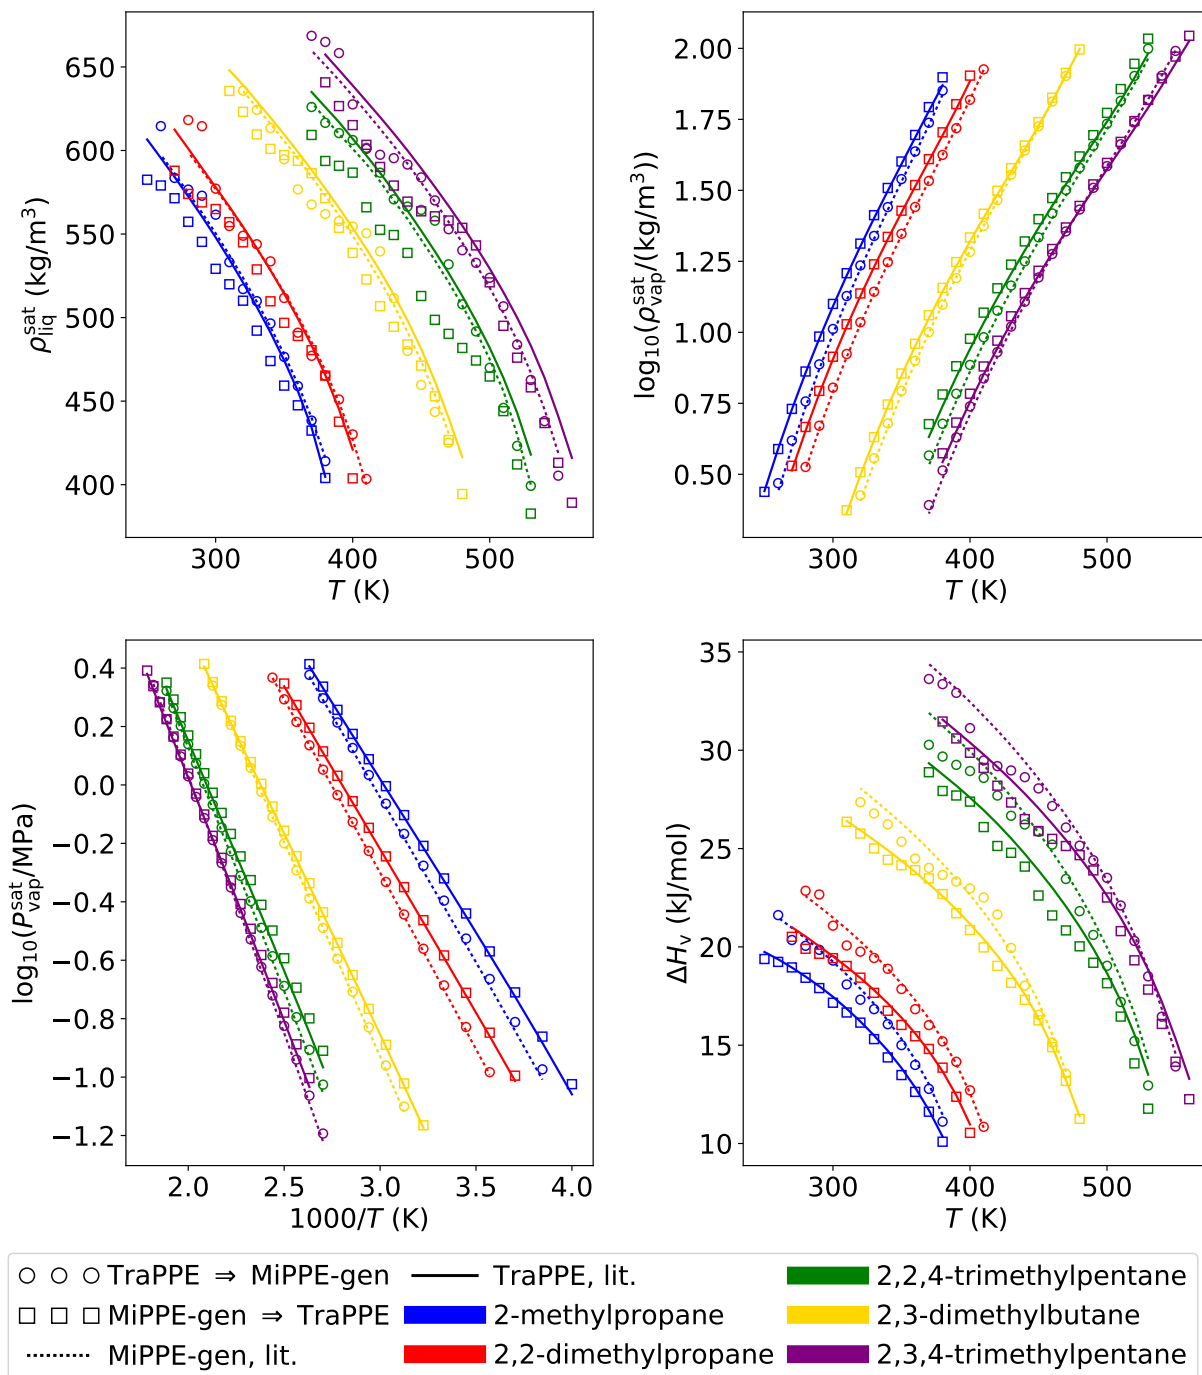 650
600
550
500
450
400
300
400
500
T (K)
ρ_liq^sat (kg/m³)
2.00
1.75
1.50
1.25
1.00
0.75
0.50
300
400
500
T (K)
log₁₀(ρ_vap^sat/(kg/m³))
0.4
0.2
0.0
−0.2
−0.4
−0.6
−0.8
−1.0
−1.2
2.0
2.5
3.0
3.5
4.0
1000/T (K)
log₁₀(P_vap^sat/MPa)
35
30
25
20
15
10
300
400
500
T (K)
ΔH_v (kJ/mol)
TraPPE ⇒ MiPPE-gen
MiPPE-gen ⇒ TraPPE
MiPPE-gen, lit.
TraPPE, lit.
2-methylpropane
2,2-dimethylpropane
2,2,4-trimethylpentane
2,3-dimethylbutane
2,3,4-trimethylpentane